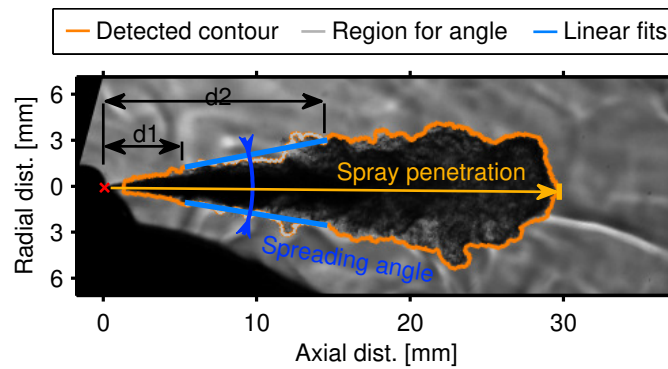 Detected contour Region for angle Linear fits
6
3
0
3
6
Radial dist. [mm]
d2
d1
Spray penetration
Spreading angle
0 10 20 30
Axial dist. [mm]